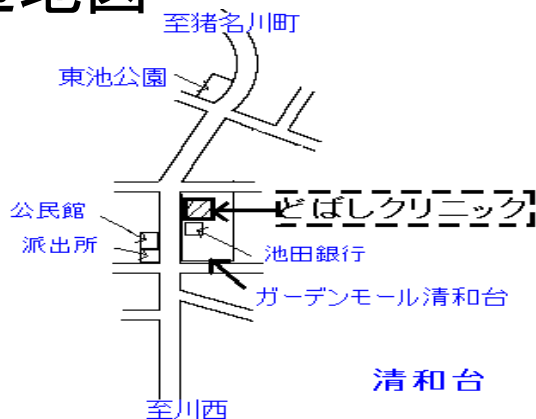 地図
至猪名川町
東池公園
どばしクリニック
公民館
派出所
池田銀行
ガーデンモール清和台
清和台
至川西